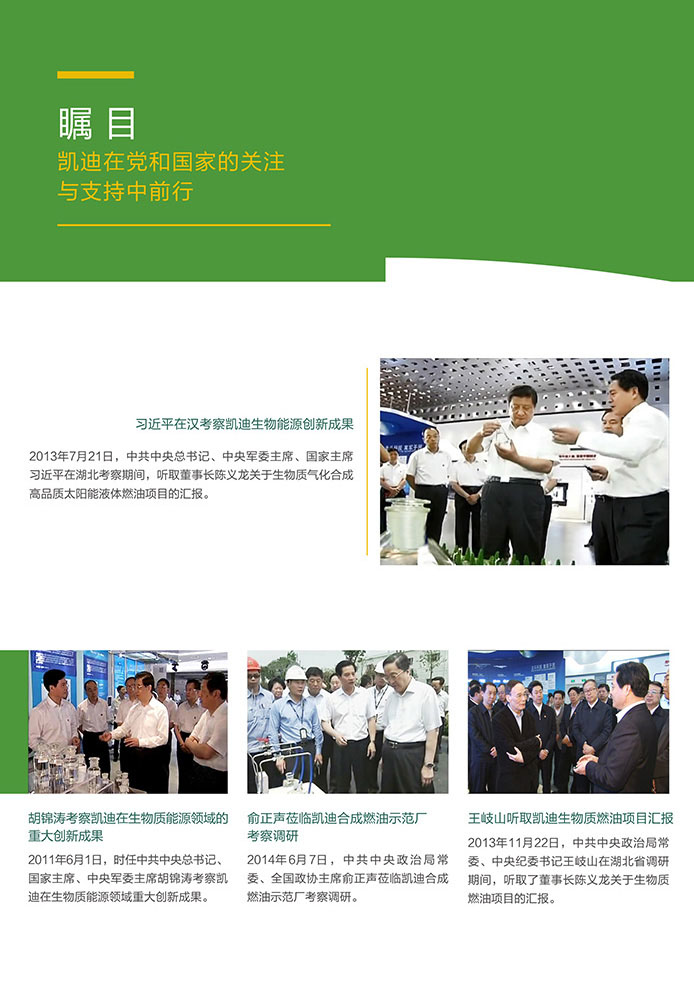 瞩目
凯迪在党和国家的关注
与支持中前行
习近平在汉考察凯迪生物能源创新成果
2013年7月21日，中共中央总书记、中央军委主席、国家主席
习近平在湖北考察期间，听取董事长陈义龙关于生物质气化合成
高品质太阳能液体燃油项目的汇报。
胡锦涛考察凯迪在生物质能源领域的
重大创新成果
2011年6月1日，时任中共中央总书记、
国家主席、中央军委主席胡锦涛考察凯
迪在生物质能源领域重大创新成果。
俞正声莅临凯迪合成燃油示范厂
考察调研
2014年6月7日，中共中央政治局常
委、全国政协主席俞正声莅临凯迪合成
燃油示范厂考察调研。
王岐山听取凯迪生物质燃油项目汇报
2013年11月22日，中共中央政治局常
委、中央纪委书记王岐山在湖北省调研
期间，听取了董事长陈义龙关于生物质
燃油项目的汇报。